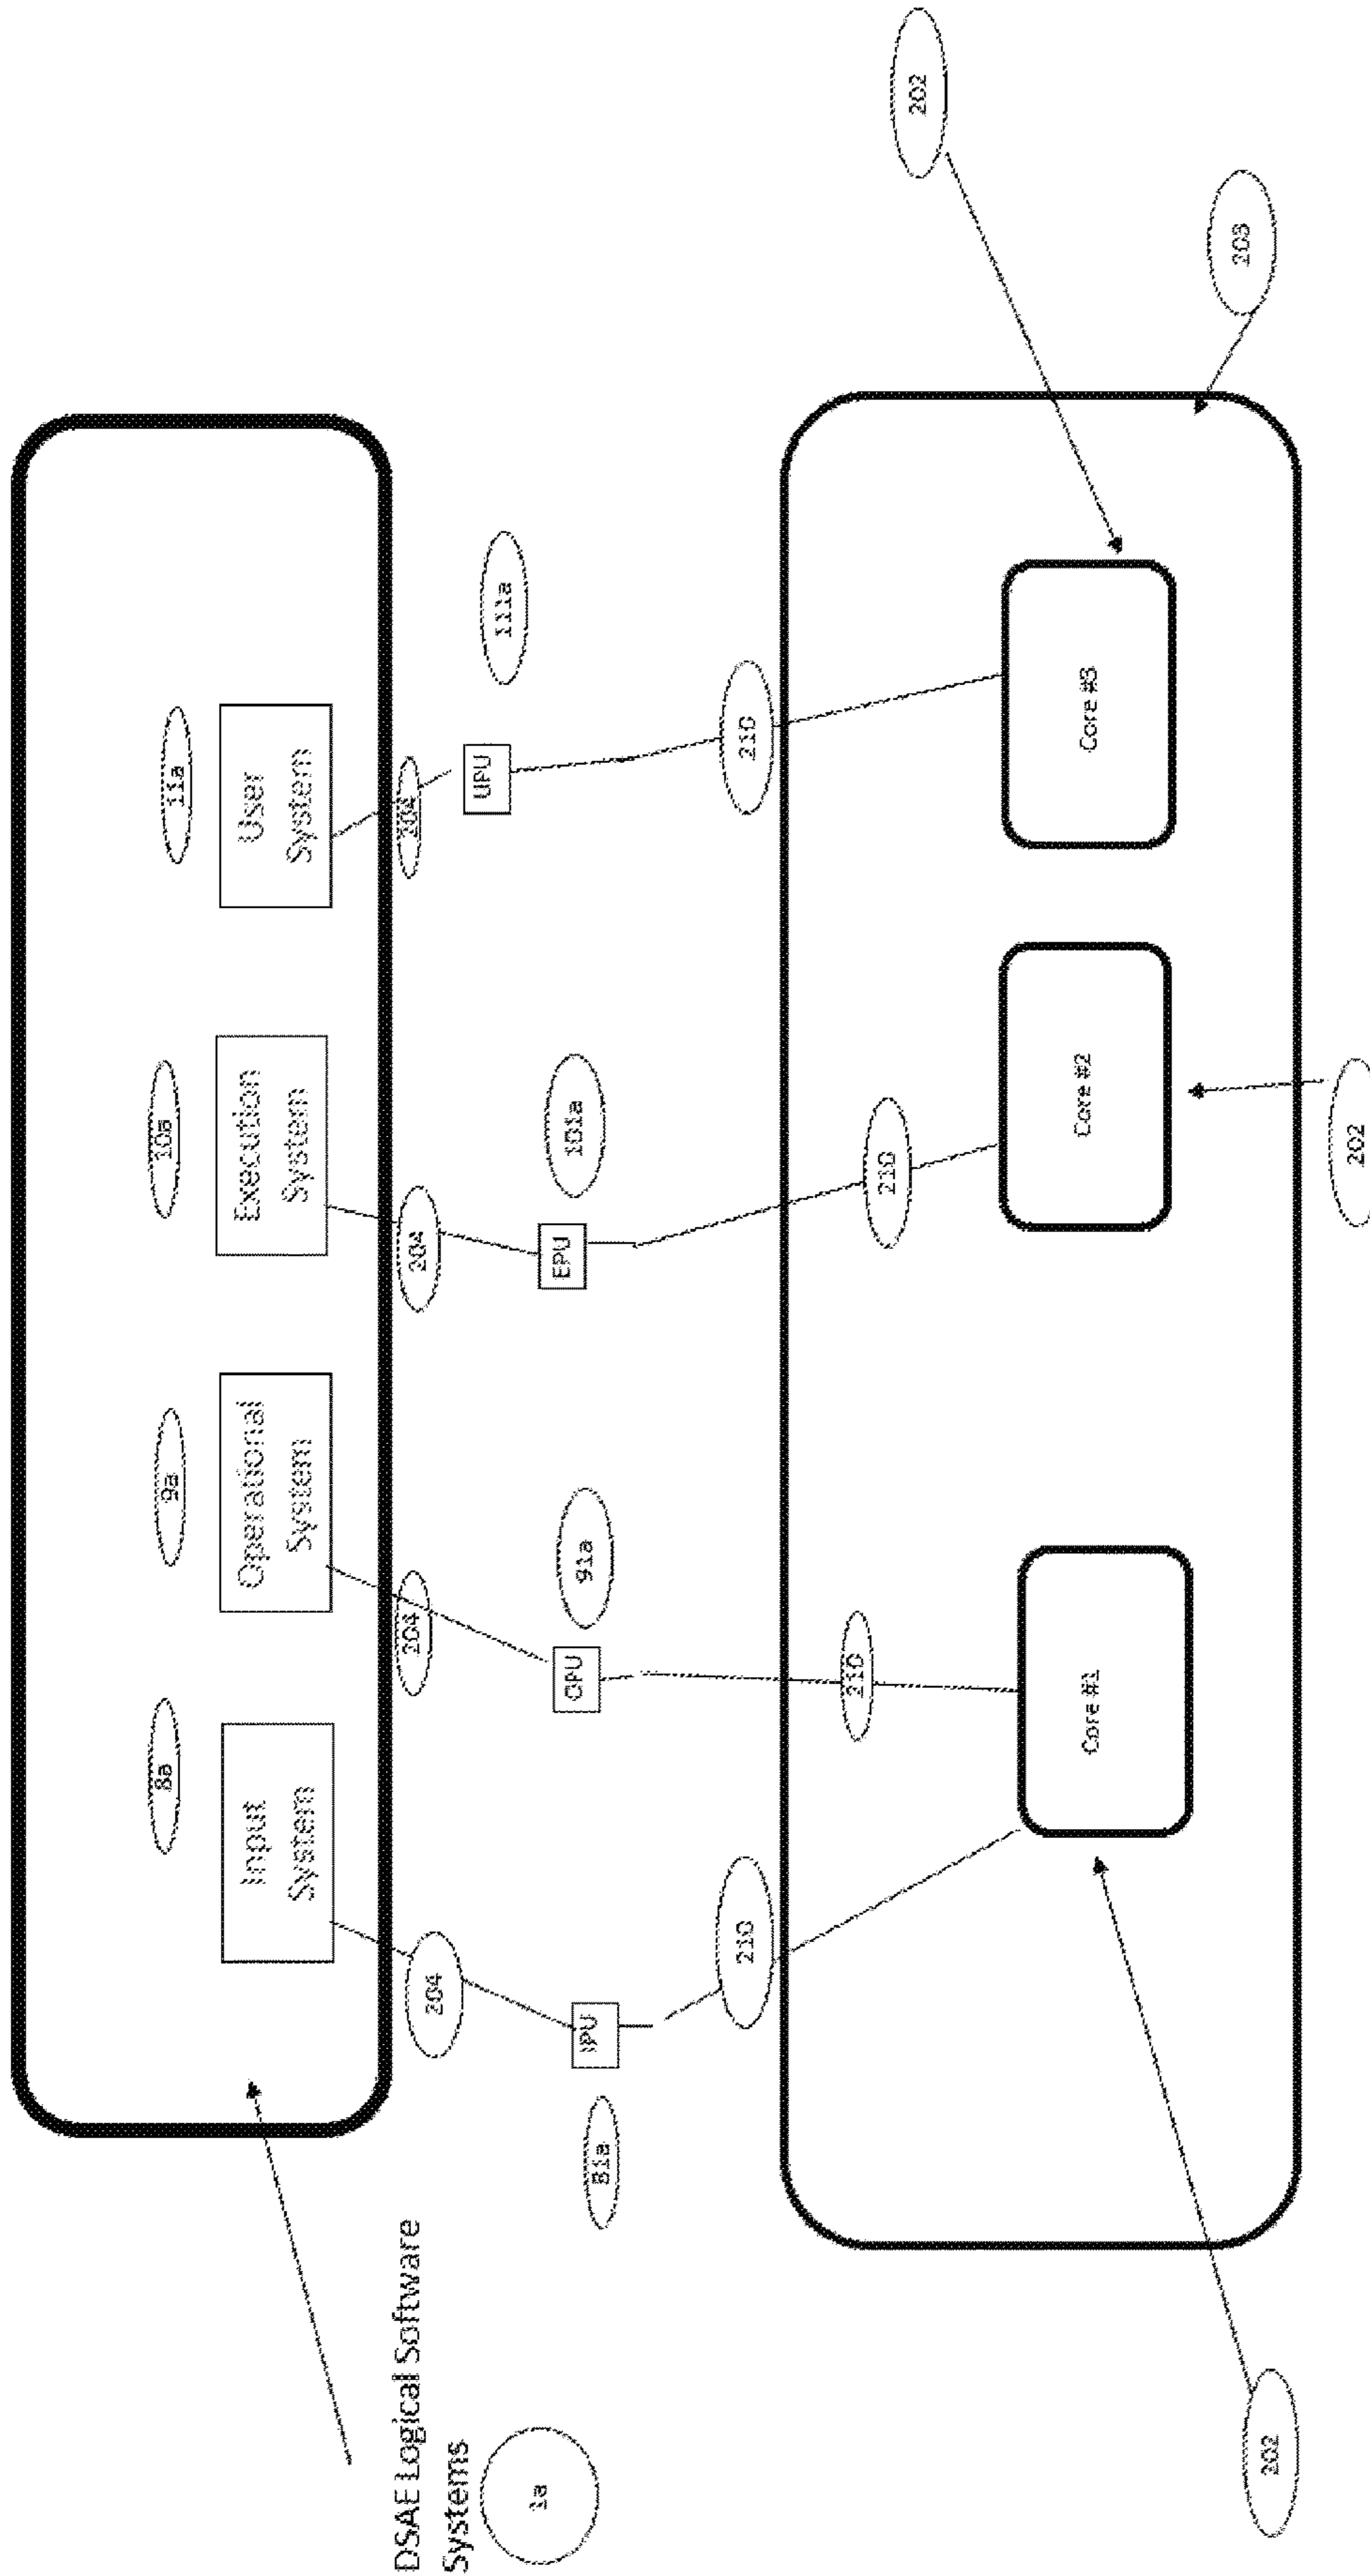 8a
9a
10a
11a
Input
System
Operational
System
Execution
System
User
System
DSAE Logical Software
Systems
1a
204
204
204
204
81a
IPU
OPU
91a
EPU
101a
UPU
111a
210
210
210
210
Core #1
Core #2
Core #3
202
202
202
203